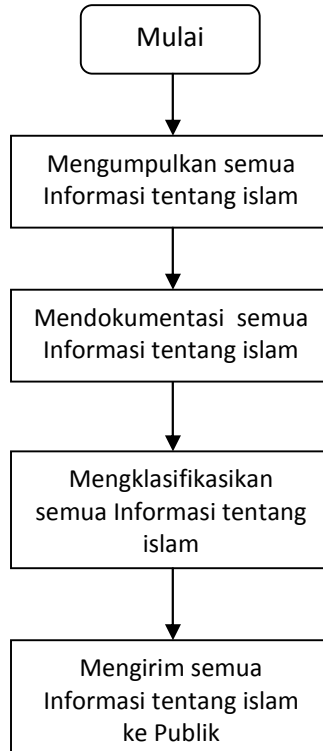 Mulai
Mengumpulkan semua
Informasi tentang islam
Mendokumentasi semua
Informasi tentang islam
Mengklasifikasikan
semua Informasi tentang
islam
Mengirim semua
Informasi tentang islam
ke Publik